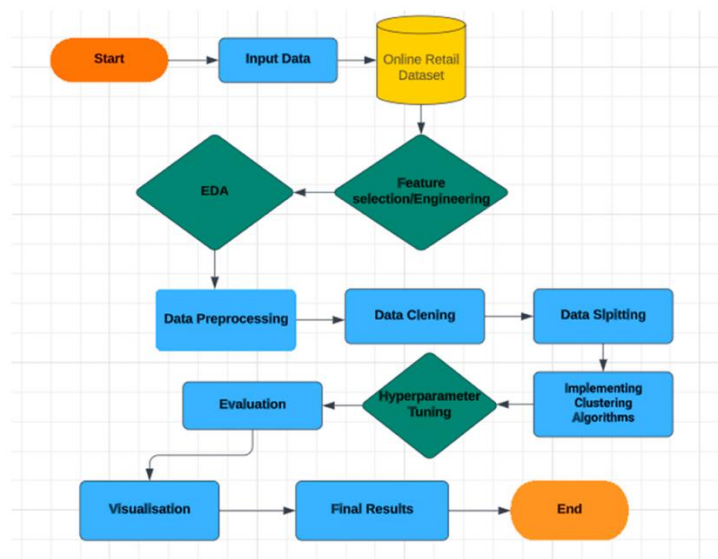 Start
Input Data
Online Retail
Dataset
EDA
Feature
selection/Engineering
Data Preprocessing
Data Clening
Data Slpitting
Evaluation
Hyperparameter
Tuning
Implementing
Clustering
Algorithms
Visualisation
Final Results
End